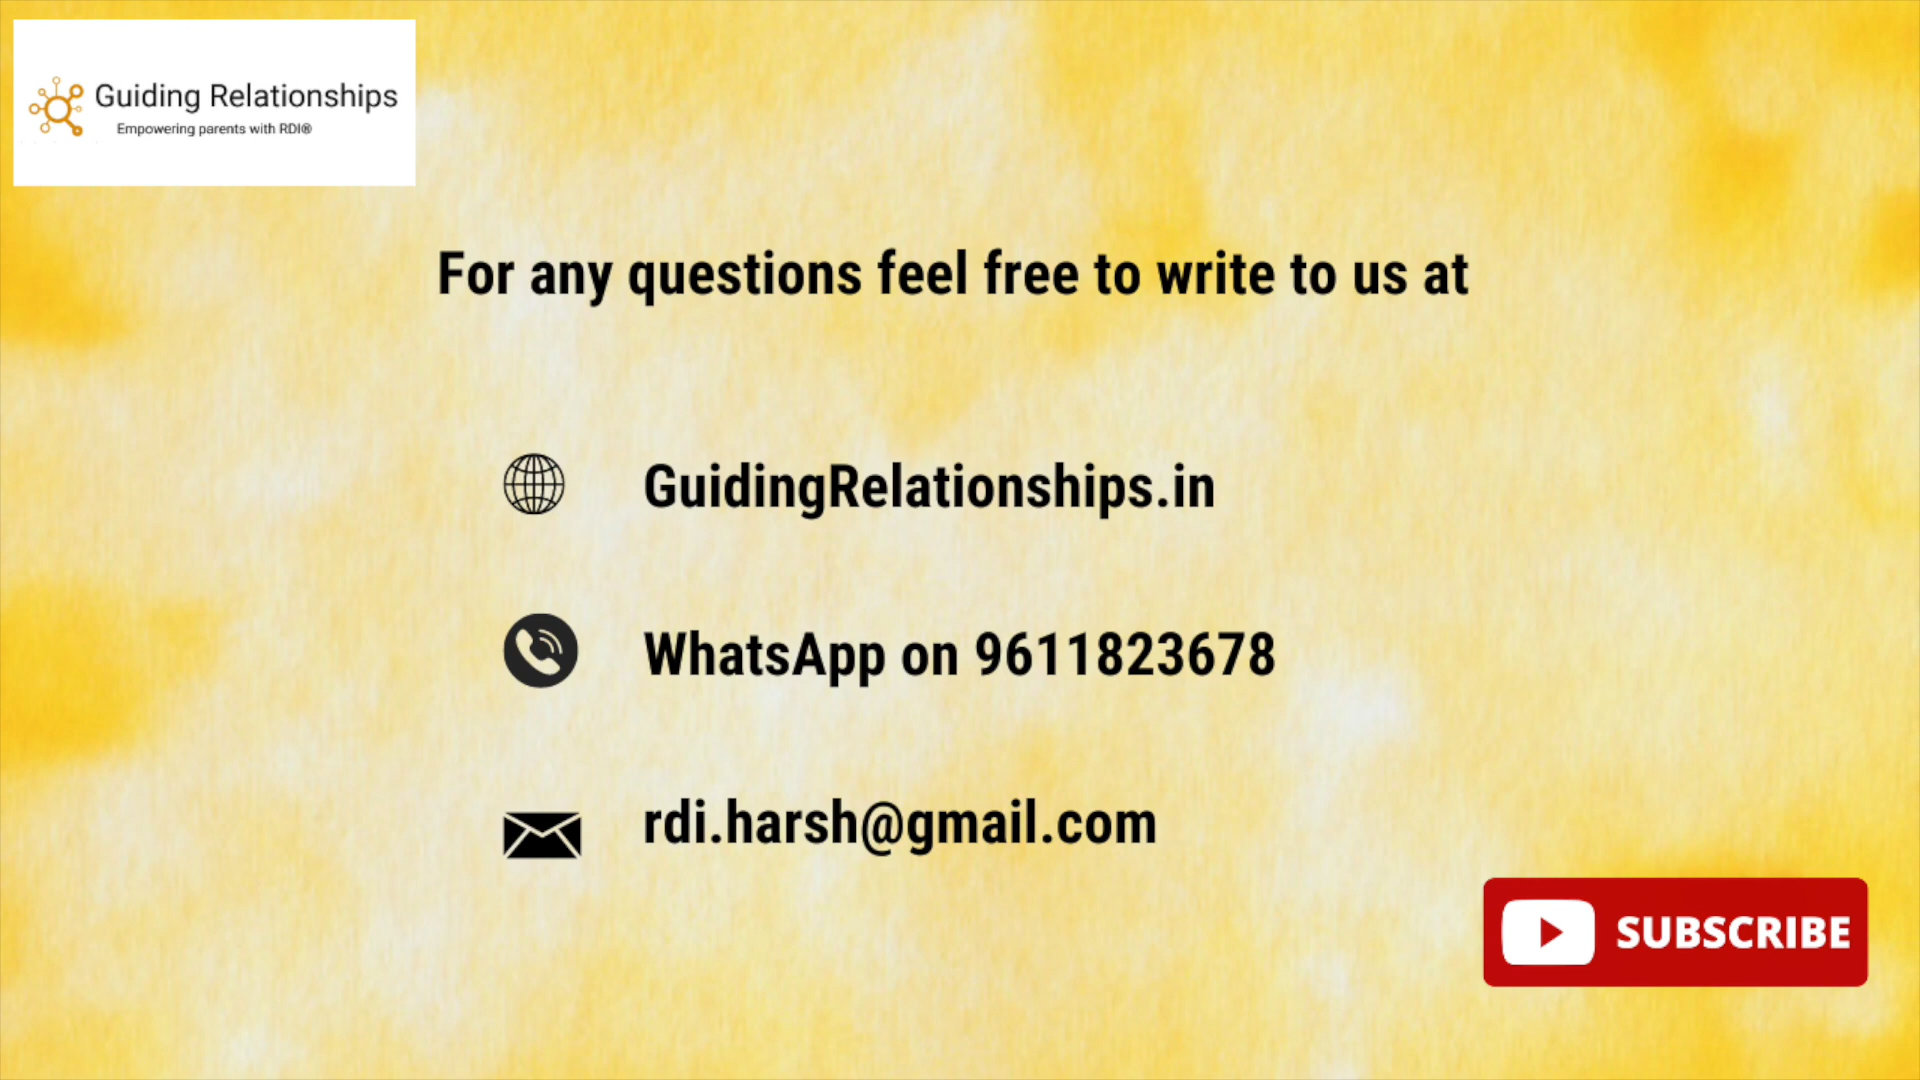 Guiding Relationships
Empowering parents with RDI®
For any questions feel free to write to us at
GuidingRelationships.in
WhatsApp on 9611823678
rdi.harsh@gmail.com
SUBSCRIBE